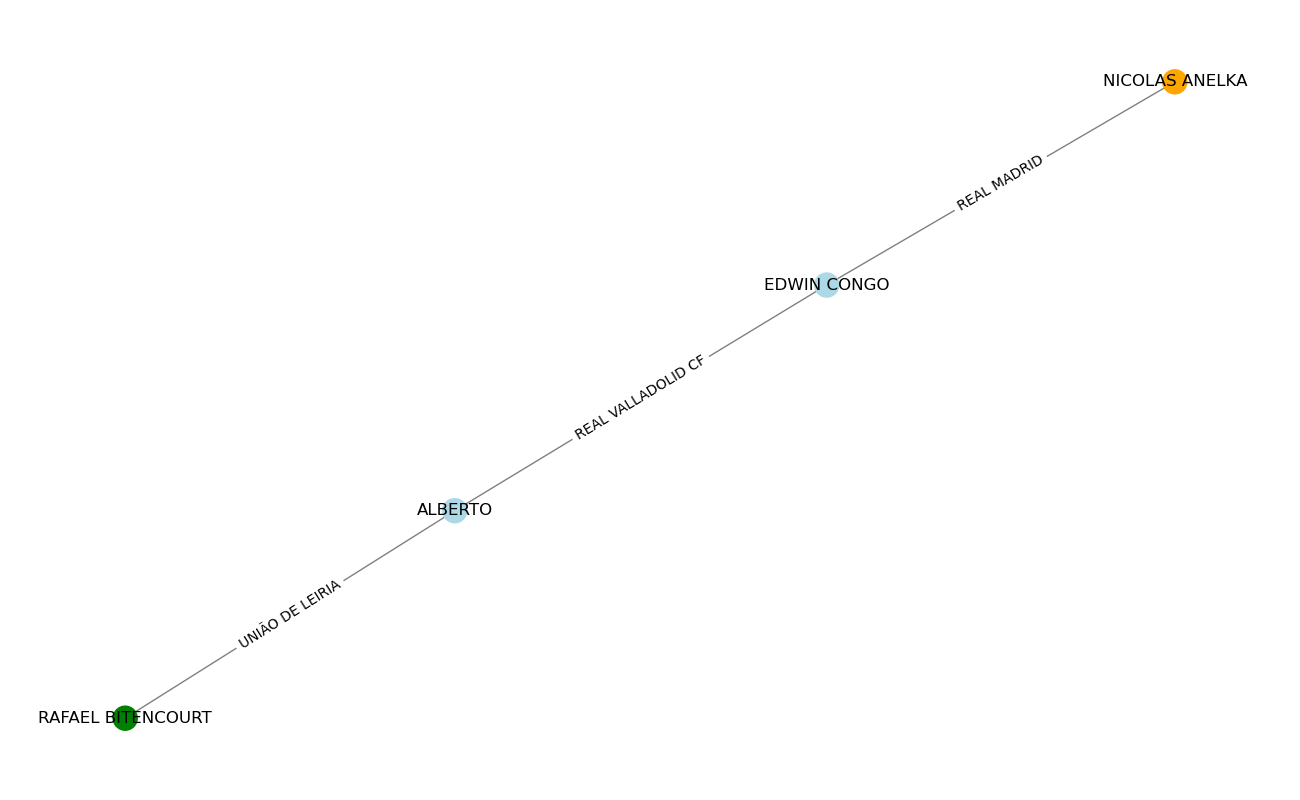 NICOLAS ANELKA
REAL MADRID
EDWIN CONGO
REAL VALLADOLID CF
ALBERTO
UNIÃO DE LEIRIA
RAFAEL BITENCOURT